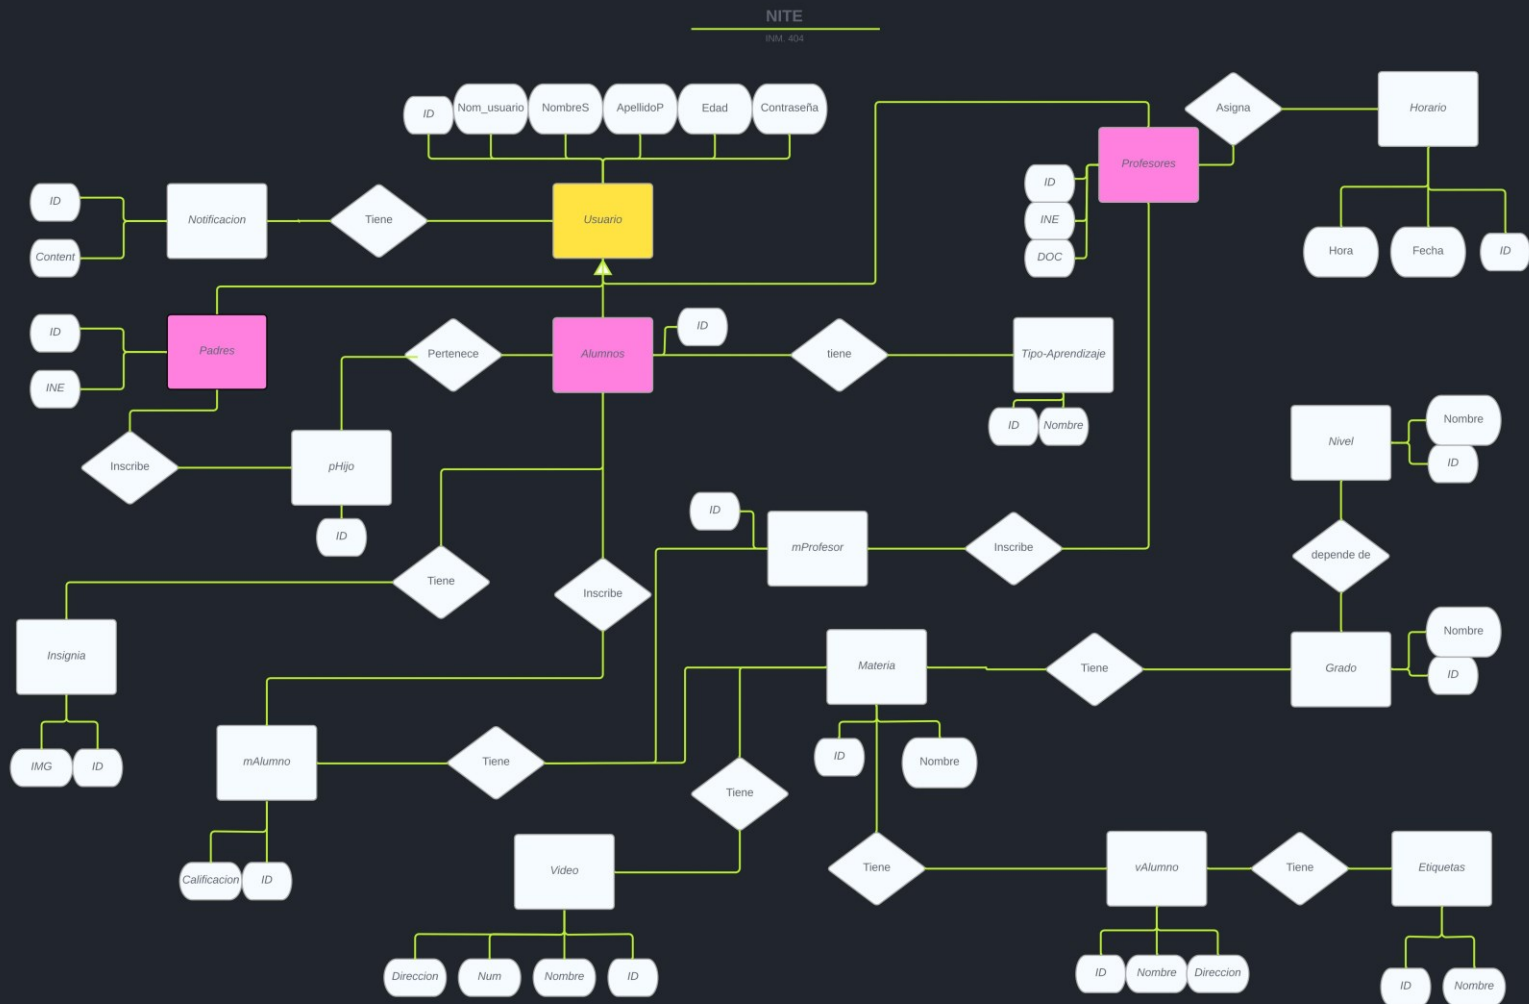 NITE
INM. 404
ID
Nom_usuario
NombreS
ApellidoP
Edad
Contraseña
Asigna
Horario
Profesores
ID
INE
DOC
Hora
Fecha
ID
ID
Content
Notificacion
Tiene
Usuario
ID
INE
Padres
Pertenece
Alumnos
ID
tiene
Tipo-Aprendizaje
ID
Nombre
Nivel
Nombre
ID
Inscribe
pHijo
ID
ID
mProfesor
Inscribe
depende de
Tiene
Inscribe
Insignia
IMG
ID
Materia
Tiene
Grado
Nombre
ID
mAlumno
Tiene
ID
Nombre
Tiene
Calificacion
ID
Video
Tiene
vAlumno
Tiene
Etiquetas
Direccion
Num
Nombre
ID
ID
Nombre
Direccion
ID
Nombre